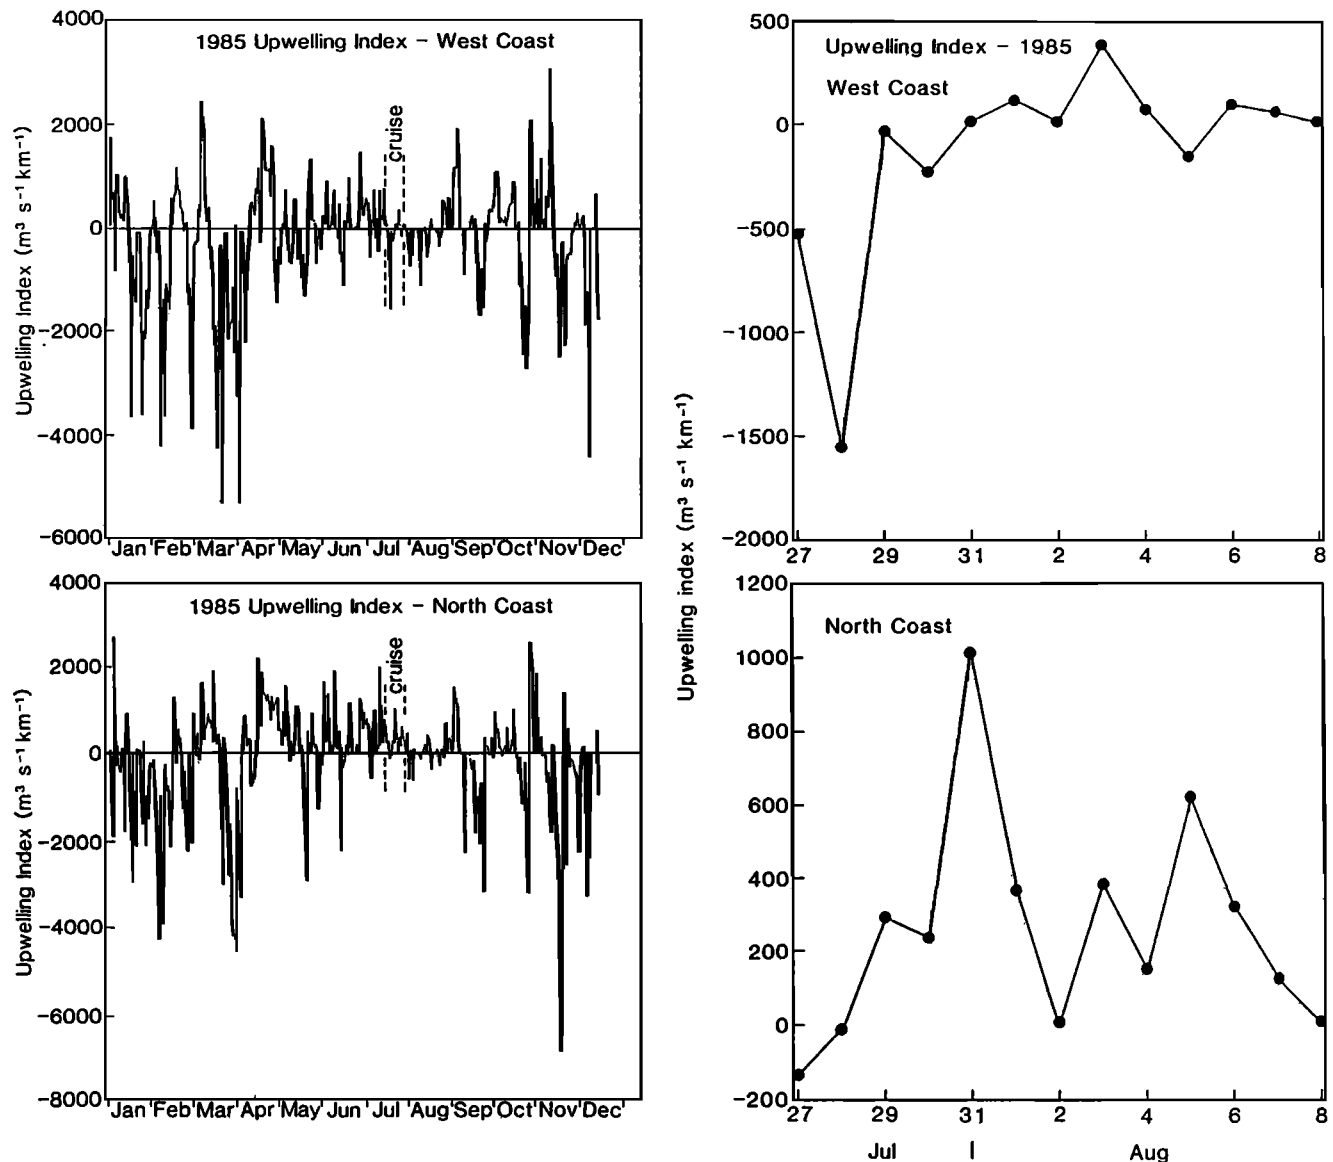 1985 Upwelling Index – West Coast
Upwelling Index (m³ s⁻¹ km⁻¹)
4000
2000
0
−2000
−4000
−6000
cruise
Jan Feb Mar Apr May Jun Jul Aug Sep Oct Nov Dec
1985 Upwelling Index – North Coast
Upwelling Index (m³ s⁻¹ km⁻¹)
4000
2000
0
−2000
−4000
−6000
−8000
cruise
Jan Feb Mar Apr May Jun Jul Aug Sep Oct Nov Dec
Upwelling index (m³ s⁻¹ km⁻¹)
Upwelling Index – 1985
West Coast
500
0
−500
−1000
−1500
−2000
27 29 31 2 4 6 8
North Coast
1200
1000
800
600
400
200
0
−200
27 29 31 2 4 6 8
Jul | Aug